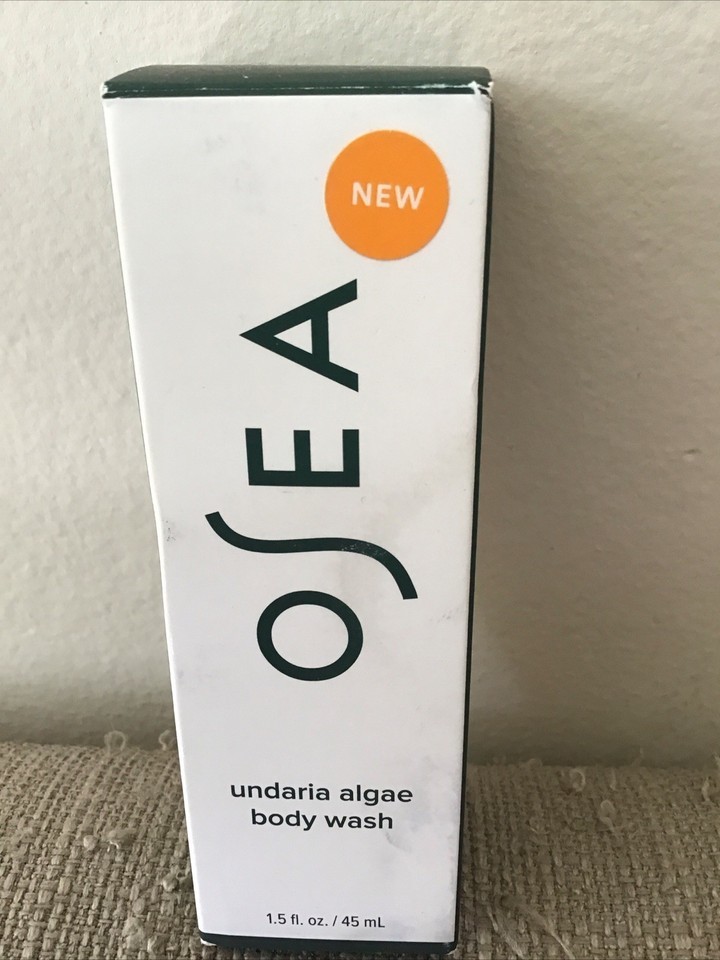 NEW
OSEA
undaria algae
body wash
1.5 fl. oz. / 45 mL